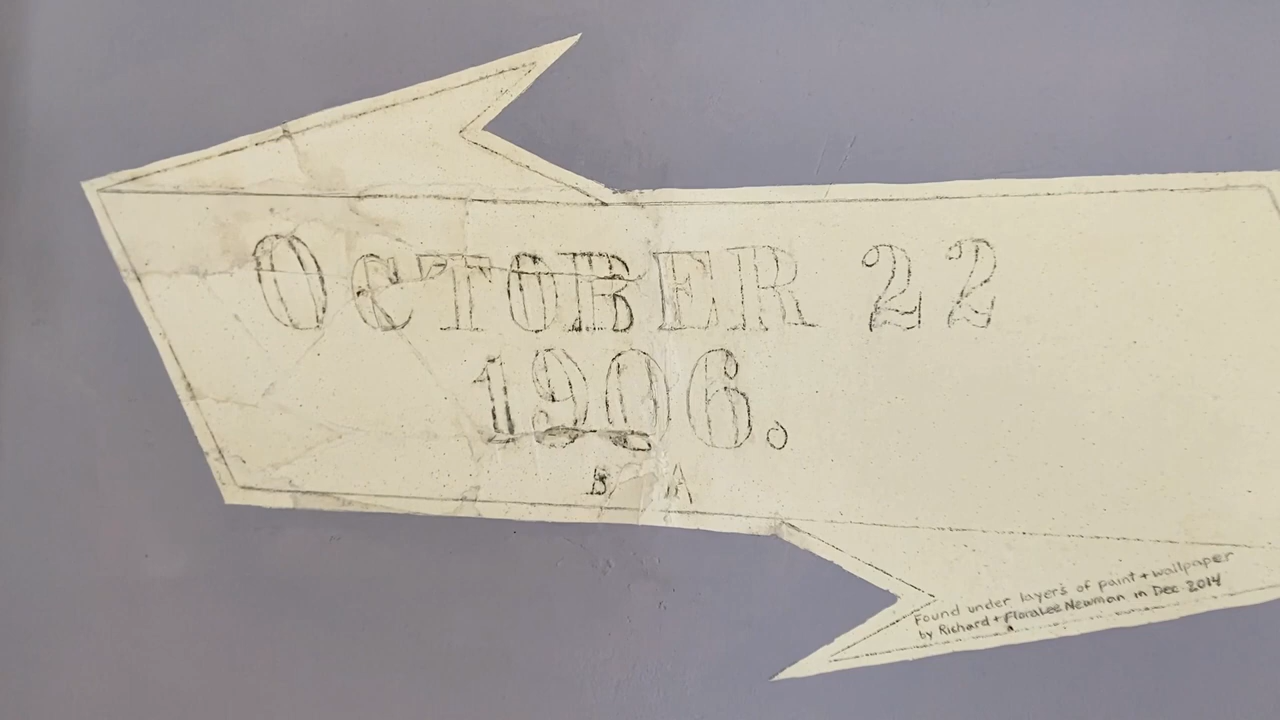 OCTOBER 22
1906.
B A
Found under layers of paint + wallpaper
by Richard + FloraLee Newman in Dec. 2014